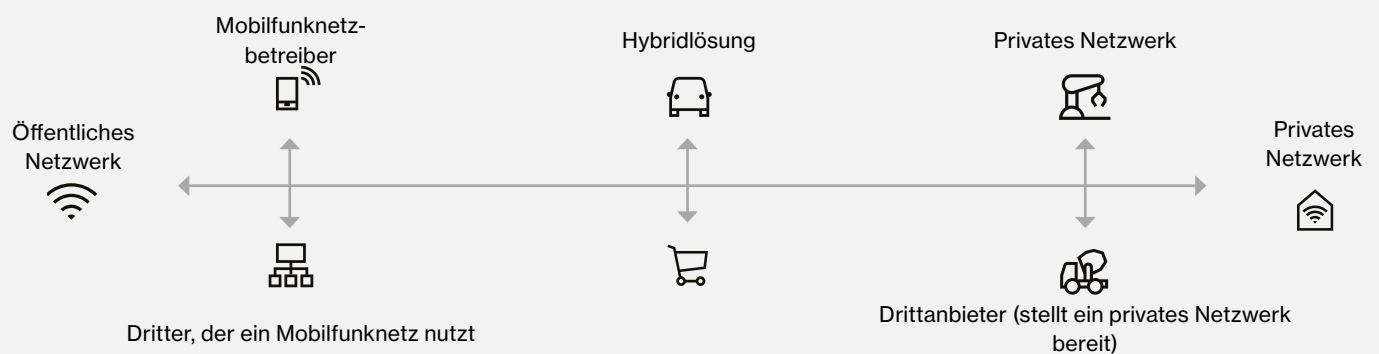 Mobilfunknetz-
betreiber
Hybridlösung
Privates Netzwerk
Öffentliches
Netzwerk
Privates
Netzwerk
Dritter, der ein Mobilfunknetz nutzt
Drittanbieter (stellt ein privates Netzwerk
bereit)